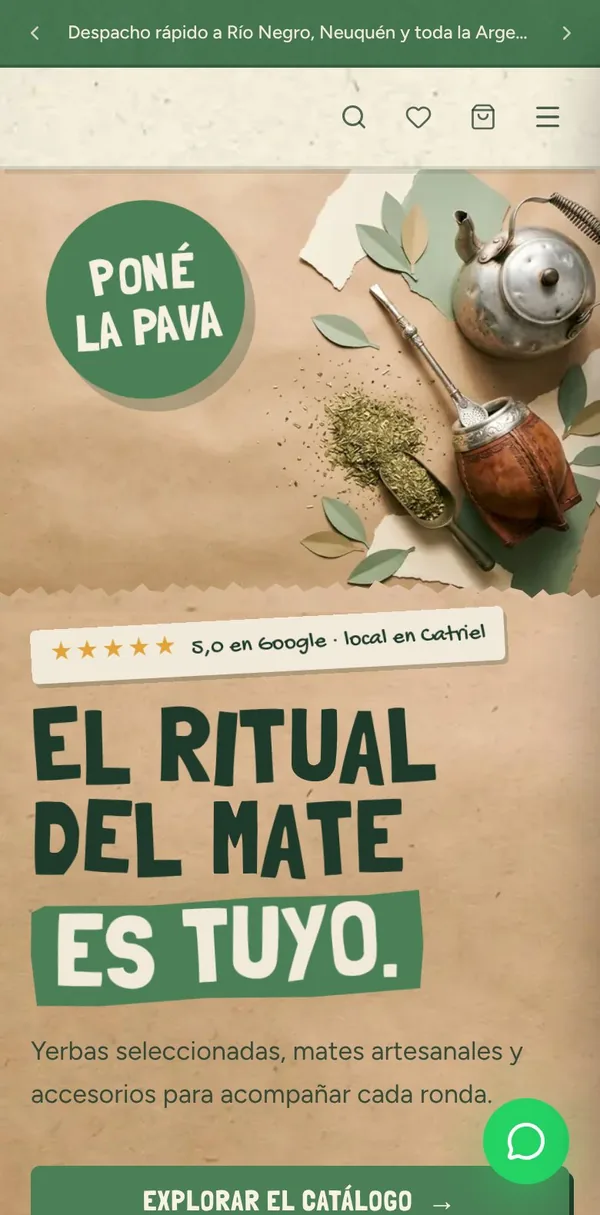 Despacho rápido a Río Negro, Neuquén y toda la Arge...
PONÉ
LA PAVA
★★★★★ 5,0 en Google · local en Catriel
EL RITUAL
DEL MATE
ES TUYO.
Yerbas seleccionadas, mates artesanales y
accesorios para acompañar cada ronda.
EXPLORAR EL CATÁLOGO →